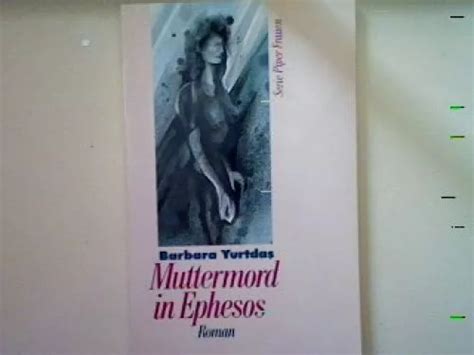 Serie Piper Frauen
Barbara Yurtdaş
Muttermord
in Ephesos
Roman